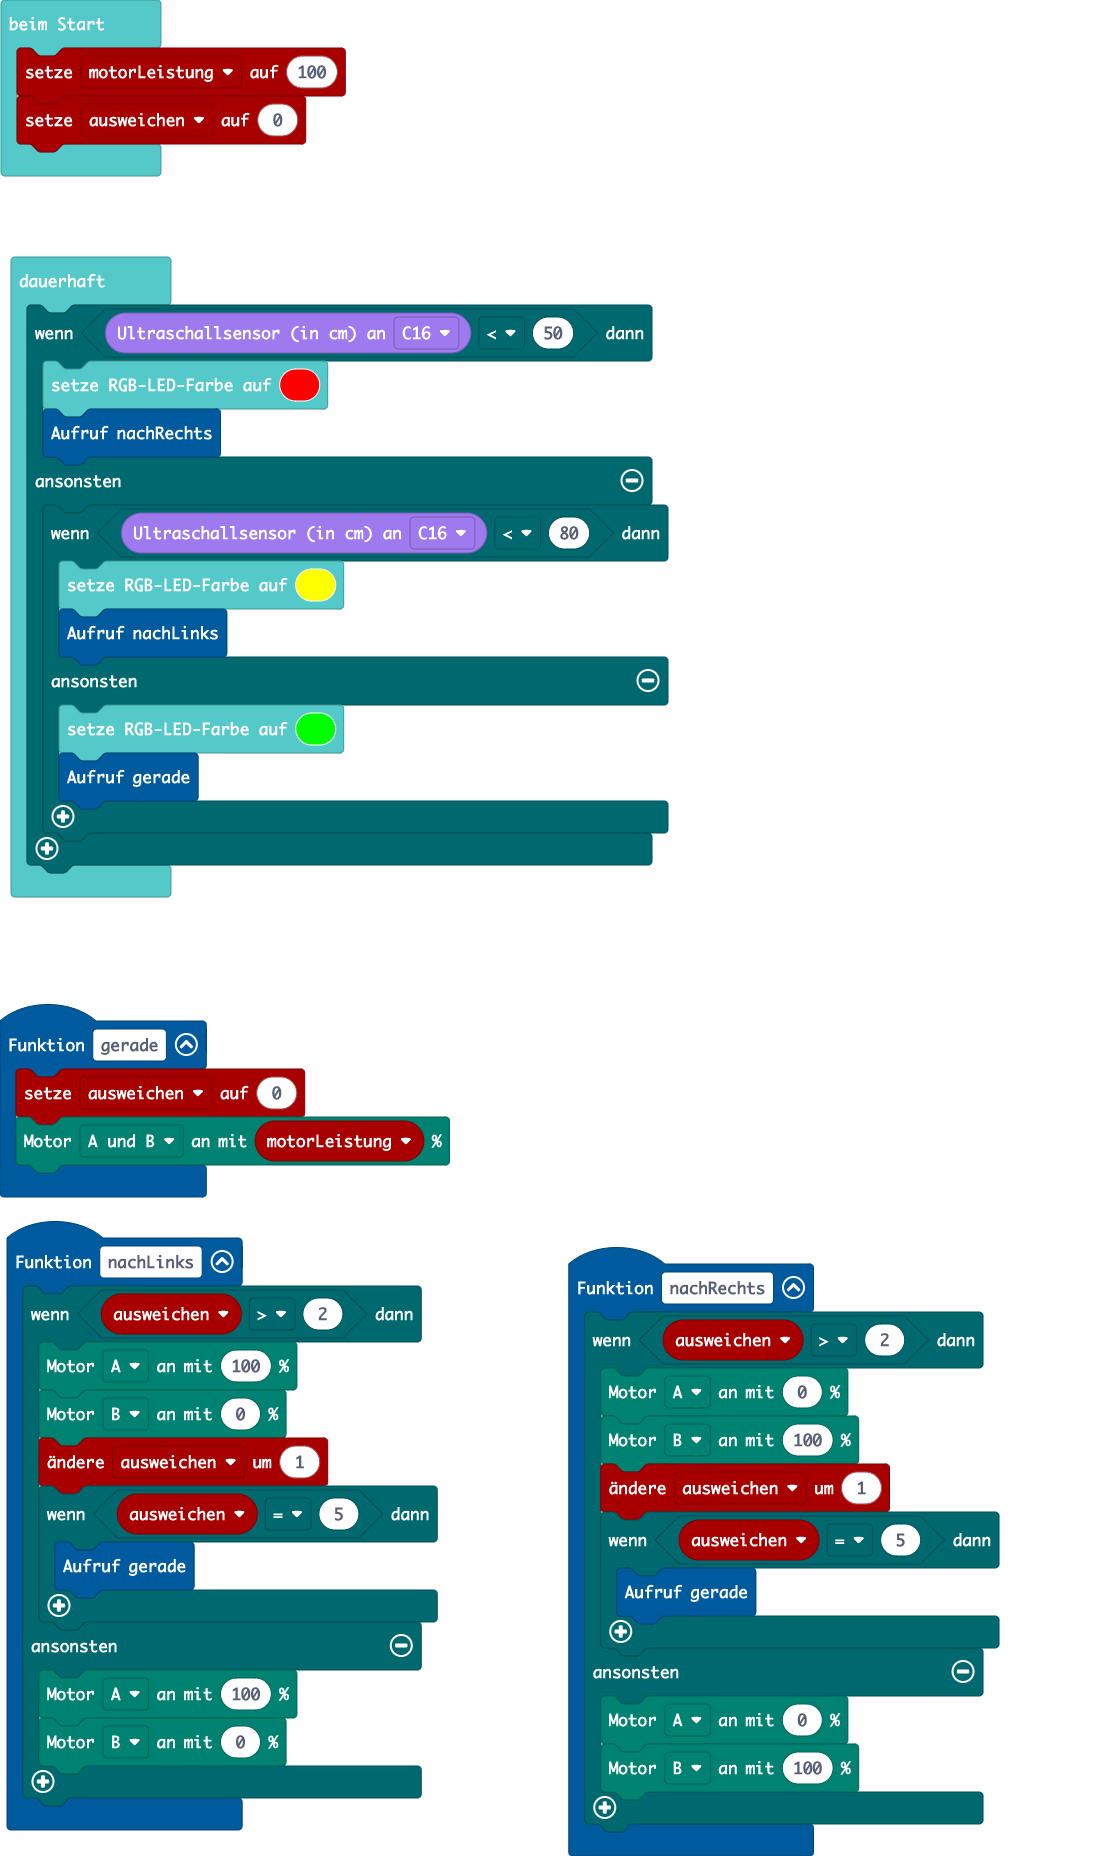 beim Start
setze motorLeistung auf 100
setze ausweichen auf 0
dauerhaft
wenn Ultraschallsensor (in cm) an C16 < 50 dann
setze RGB-LED-Farbe auf
Aufruf nachRechts
ansonsten
wenn Ultraschallsensor (in cm) an C16 < 80 dann
setze RGB-LED-Farbe auf
Aufruf nachLinks
ansonsten
setze RGB-LED-Farbe auf
Aufruf gerade
Funktion gerade
setze ausweichen auf 0
Motor A und B an mit motorLeistung %
Funktion nachLinks
wenn ausweichen > 2 dann
Motor A an mit 100 %
Motor B an mit 0 %
ändere ausweichen um 1
wenn ausweichen = 5 dann
Aufruf gerade
ansonsten
Motor A an mit 100 %
Motor B an mit 0 %
Funktion nachRechts
wenn ausweichen > 2 dann
Motor A an mit 0 %
Motor B an mit 100 %
ändere ausweichen um 1
wenn ausweichen = 5 dann
Aufruf gerade
ansonsten
Motor A an mit 0 %
Motor B an mit 100 %